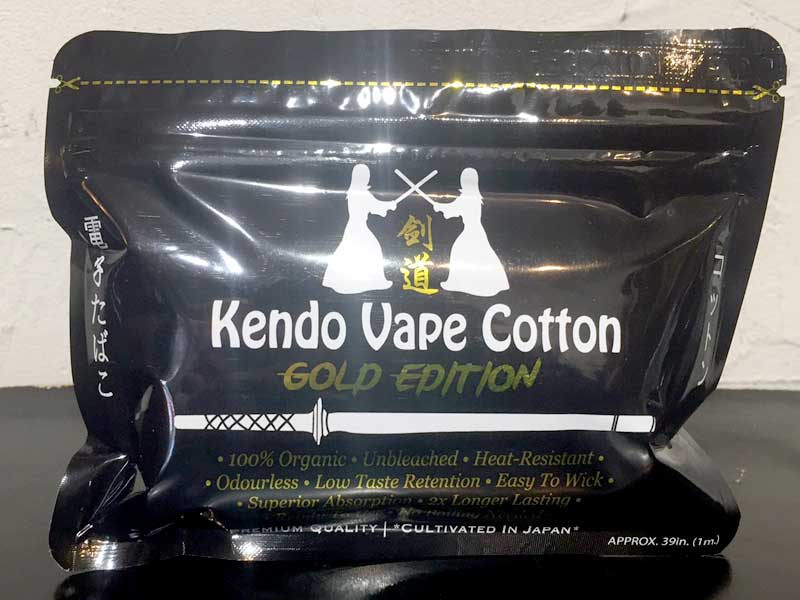 電子たばこ
剣道
Kendo Vape Cotton
GOLD EDITION
• 100% Organic • Unbleached • Heat-Resistant •
• Odourless • Low Taste Retention • Easy To Wick •
• Superior Absorption • 2x Longer Lasting •
PREMIUM QUALITY | *CULTIVATED IN JAPAN*
APPROX. 39in. (1m.)